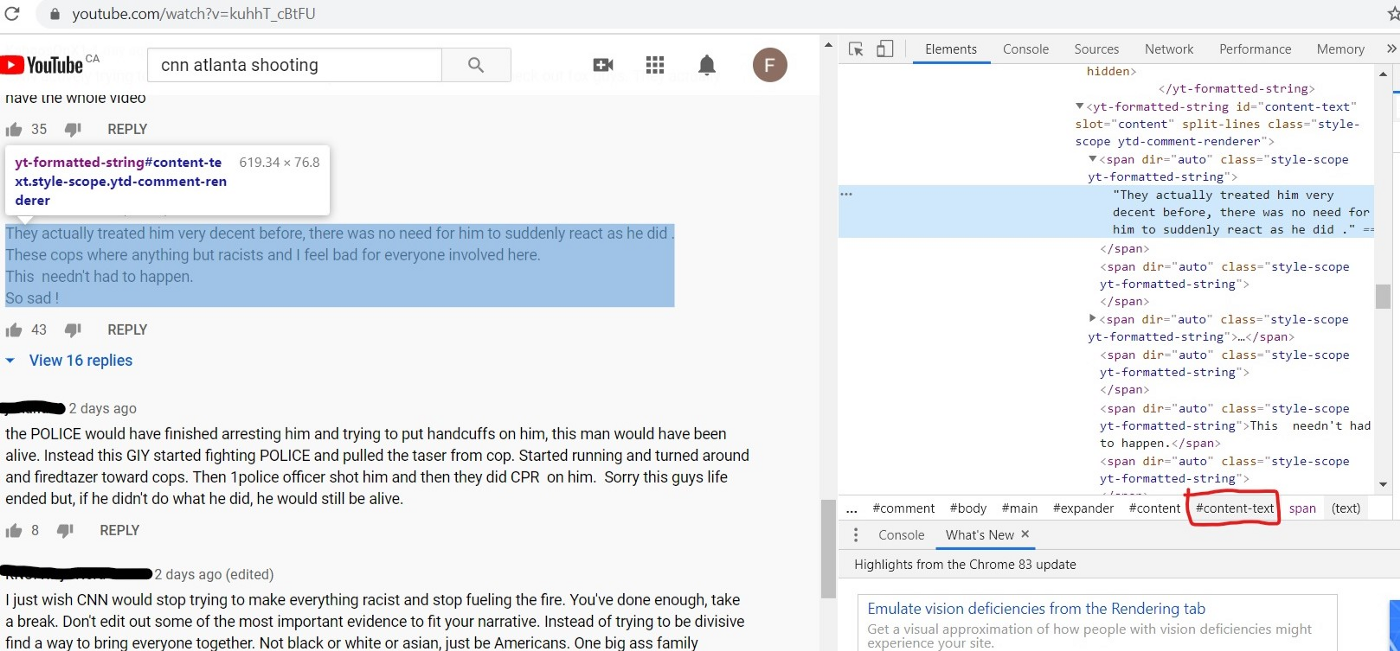 youtube.com/watch?v=kuhhT_cBtFU
YouTube CA
cnn atlanta shooting
F
have the whole video
35 REPLY
yt-formatted-string#content-te
xt.style-scope.ytd-comment-ren
derer
619.34 × 76.8
They actually treated him very decent before, there was no need for him to suddenly react as he did .
These cops where anything but racists and I feel bad for everyone involved here.
This  needn't had to happen.
So sad !
43 REPLY
View 16 replies
2 days ago
the POLICE would have finished arresting him and trying to put handcuffs on him, this man would have been
alive. Instead this GIY started fighting POLICE and pulled the taser from cop. Started running and turned around
and firedtazer toward cops. Then 1police officer shot him and then they did CPR  on him.  Sorry this guys life
ended but, if he didn't do what he did, he would still be alive.
8 REPLY
2 days ago (edited)
I just wish CNN would stop trying to make everything racist and stop fueling the fire. You've done enough, take
a break. Don't edit out some of the most important evidence to fit your narrative. Instead of trying to be divisive
find a way to bring everyone together. Not black or white or asian, just be Americans. One big ass family
Elements Console Sources Network Performance Memory »
hidden>
</yt-formatted-string>
▼<yt-formatted-string id="content-text"
slot="content" split-lines class="style-
scope ytd-comment-renderer">
▼<span dir="auto" class="style-scope
yt-formatted-string">
"They actually treated him very
decent before, there was no need for
him to suddenly react as he did ." ==
</span>
<span dir="auto" class="style-scope
yt-formatted-string">
</span>
▶<span dir="auto" class="style-scope
yt-formatted-string">…</span>
<span dir="auto" class="style-scope
yt-formatted-string">
</span>
<span dir="auto" class="style-scope
yt-formatted-string">This  needn't had
to happen.</span>
<span dir="auto" class="style-scope
yt-formatted-string">
... #comment #body #main #expander #content #content-text span (text)
Console What's New ×
Highlights from the Chrome 83 update
Emulate vision deficiencies from the Rendering tab
Get a visual approximation of how people with vision deficiencies might
experience your site.